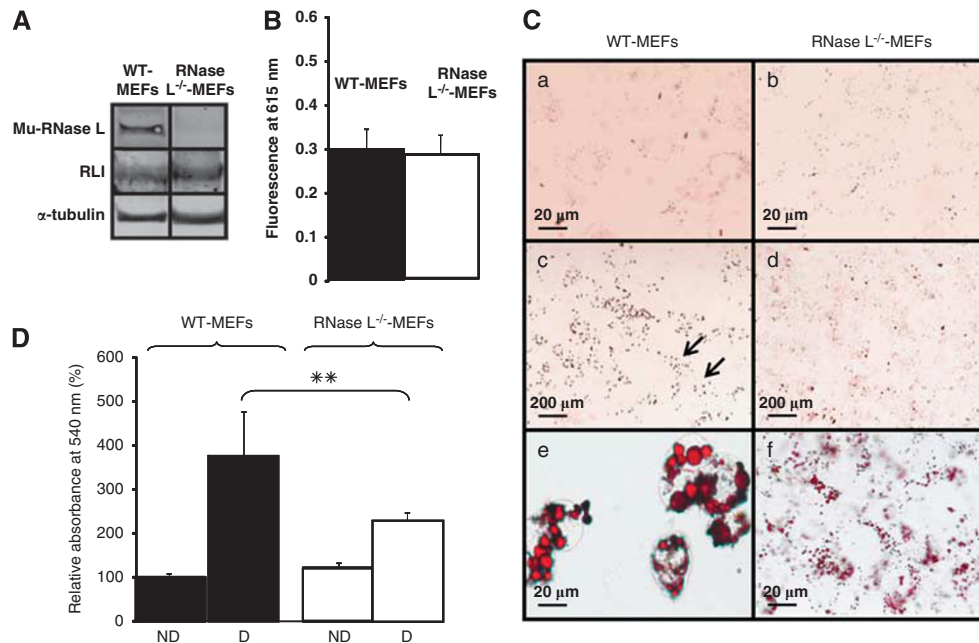 A
WT-
MEFs
RNase
L-/--MEFs
Mu-RNase L
RLI
α-tubulin
B
Fluorescence at 615 nm
0.6
0.5
0.4
0.3
0.2
0.1
0
WT-MEFs
RNase
L-/--MEFs
C
WT-MEFs
RNase L-/--MEFs
a
20 μm
b
20 μm
c
200 μm
d
200 μm
e
20 μm
f
20 μm
D
WT-MEFs
RNase L-/--MEFs
Relative absorbance at 540 nm (%)
600
500
400
300
200
100
0
**
ND
D
ND
D